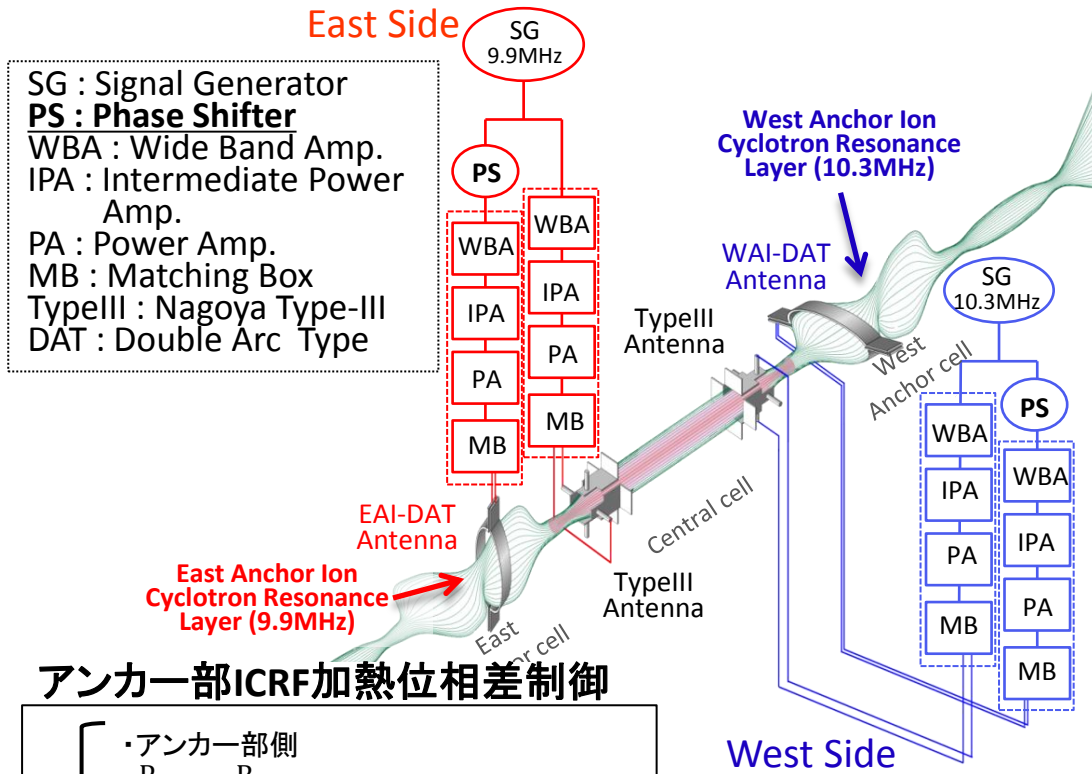 East Side
SG
9.9MHz
SG : Signal Generator
PS : Phase Shifter
WBA : Wide Band Amp.
IPA : Intermediate Power
Amp.
PA : Power Amp.
MB : Matching Box
TypeIII : Nagoya Type-III
DAT : Double Arc Type
PS
WBA
IPA
PA
MB
WBA
IPA
PA
MB
West Anchor Ion
Cyclotron Resonance
Layer (10.3MHz)
WAI-DAT
Antenna
SG
10.3MHz
TypeIII
Antenna
West
Anchor cell
PS
WBA
IPA
PA
MB
WBA
IPA
PA
MB
EAI-DAT
Antenna
Central cell
East Anchor Ion
Cyclotron Resonance
Layer (9.9MHz)
TypeIII
Antenna
East
or cell
アンカー部ICRF加熱位相差制御
・アンカー部側
West Side